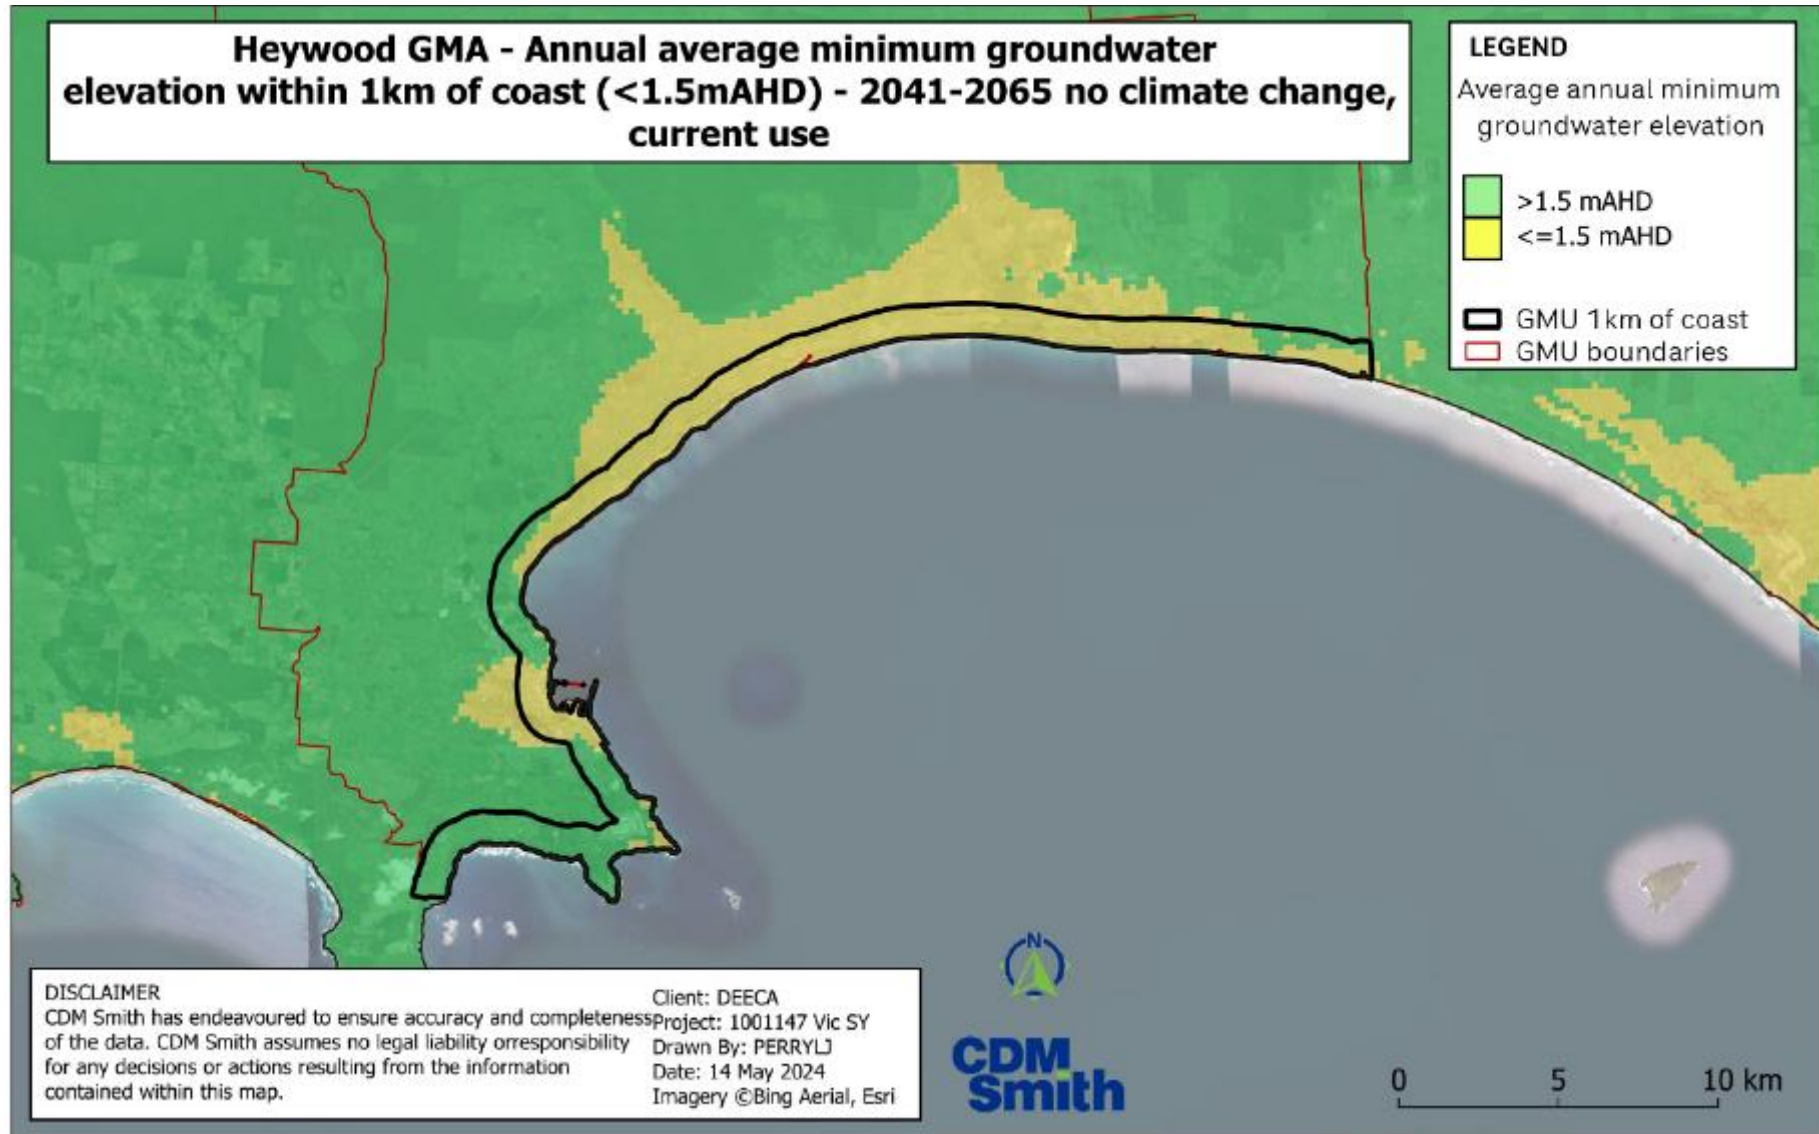 Heywood GMA - Annual average minimum groundwater
elevation within 1km of coast (<1.5mAHD) - 2041-2065 no climate change,
current use
LEGEND
Average annual minimum
groundwater elevation
>1.5 mAHD
<=1.5 mAHD
GMU 1km of coast
GMU boundaries
DISCLAIMER
CDM Smith has endeavoured to ensure accuracy and completeness
of the data. CDM Smith assumes no legal liability orresponsibility
for any decisions or actions resulting from the information
contained within this map.
Client: DEECA
Project: 1001147 Vic SY
Drawn By: PERRYLJ
Date: 14 May 2024
Imagery ©Bing Aerial, Esri
N
CDM
Smith
0 5 10 km